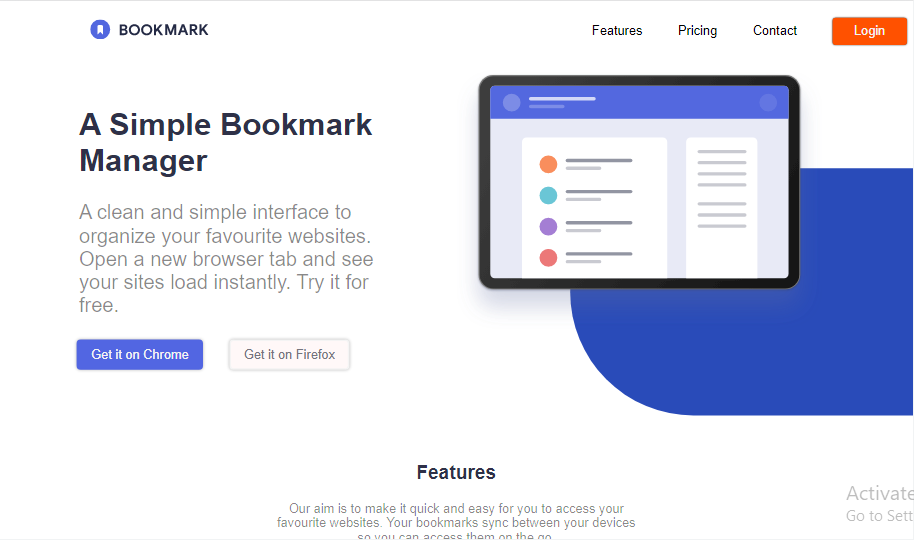 BOOKMARK
Features
Pricing
Contact
Login
A Simple Bookmark
Manager
A clean and simple interface to
organize your favourite websites.
Open a new browser tab and see
your sites load instantly. Try it for
free.
Get it on Chrome
Get it on Firefox
Features
Our aim is to make it quick and easy for you to access your
favourite websites. Your bookmarks sync between your devices
so you can access them on the go.
Activate
Go to Sett